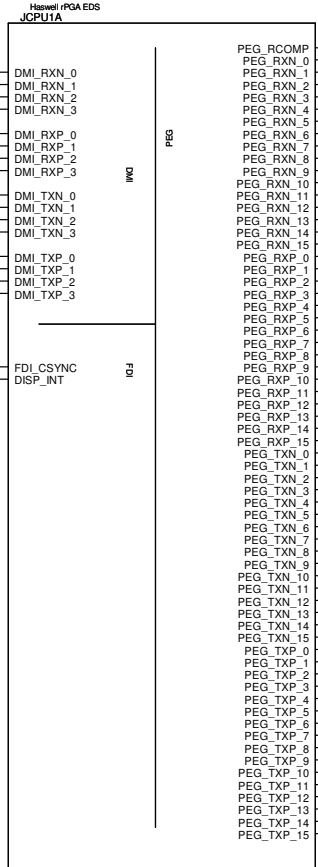 Haswell rPGA EDS
JCPU1A
DMI_RXN_0
DMI_RXN_1
DMI_RXN_2
DMI_RXN_3
DMI_RXP_0
DMI_RXP_1
DMI_RXP_2
DMI_RXP_3
DMI_TXN_0
DMI_TXN_1
DMI_TXN_2
DMI_TXN_3
DMI_TXP_0
DMI_TXP_1
DMI_TXP_2
DMI_TXP_3
FDI_CSYNC
DISP_INT
DMI
FDI
PEG
PEG_RCOMP
PEG_RXN_0
PEG_RXN_1
PEG_RXN_2
PEG_RXN_3
PEG_RXN_4
PEG_RXN_5
PEG_RXN_6
PEG_RXN_7
PEG_RXN_8
PEG_RXN_9
PEG_RXN_10
PEG_RXN_11
PEG_RXN_12
PEG_RXN_13
PEG_RXN_14
PEG_RXN_15
PEG_RXP_0
PEG_RXP_1
PEG_RXP_2
PEG_RXP_3
PEG_RXP_4
PEG_RXP_5
PEG_RXP_6
PEG_RXP_7
PEG_RXP_8
PEG_RXP_9
PEG_RXP_10
PEG_RXP_11
PEG_RXP_12
PEG_RXP_13
PEG_RXP_14
PEG_RXP_15
PEG_TXN_0
PEG_TXN_1
PEG_TXN_2
PEG_TXN_3
PEG_TXN_4
PEG_TXN_5
PEG_TXN_6
PEG_TXN_7
PEG_TXN_8
PEG_TXN_9
PEG_TXN_10
PEG_TXN_11
PEG_TXN_12
PEG_TXN_13
PEG_TXN_14
PEG_TXN_15
PEG_TXP_0
PEG_TXP_1
PEG_TXP_2
PEG_TXP_3
PEG_TXP_4
PEG_TXP_5
PEG_TXP_6
PEG_TXP_7
PEG_TXP_8
PEG_TXP_9
PEG_TXP_10
PEG_TXP_11
PEG_TXP_12
PEG_TXP_13
PEG_TXP_14
PEG_TXP_15